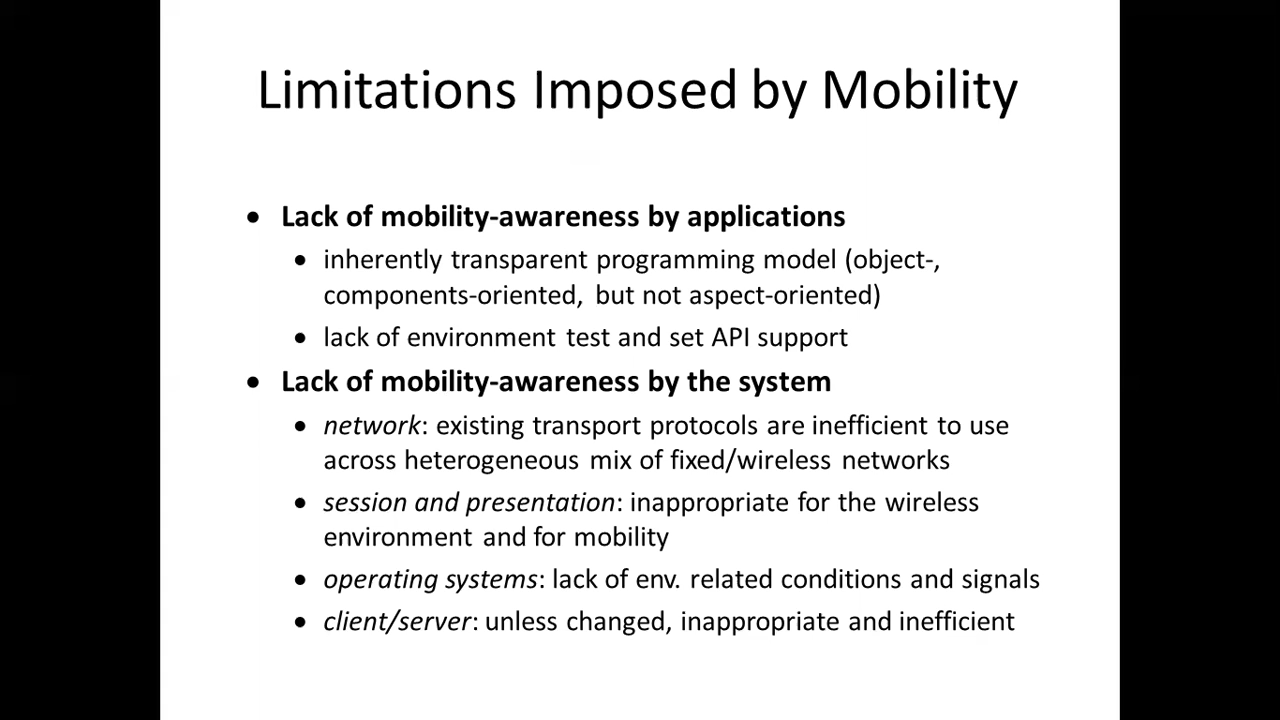 Limitations Imposed by Mobility
• Lack of mobility-awareness by applications
• inherently transparent programming model (object-,
components-oriented, but not aspect-oriented)
• lack of environment test and set API support
• Lack of mobility-awareness by the system
• network: existing transport protocols are inefficient to use
across heterogeneous mix of fixed/wireless networks
• session and presentation: inappropriate for the wireless
environment and for mobility
• operating systems: lack of env. related conditions and signals
• client/server: unless changed, inappropriate and inefficient